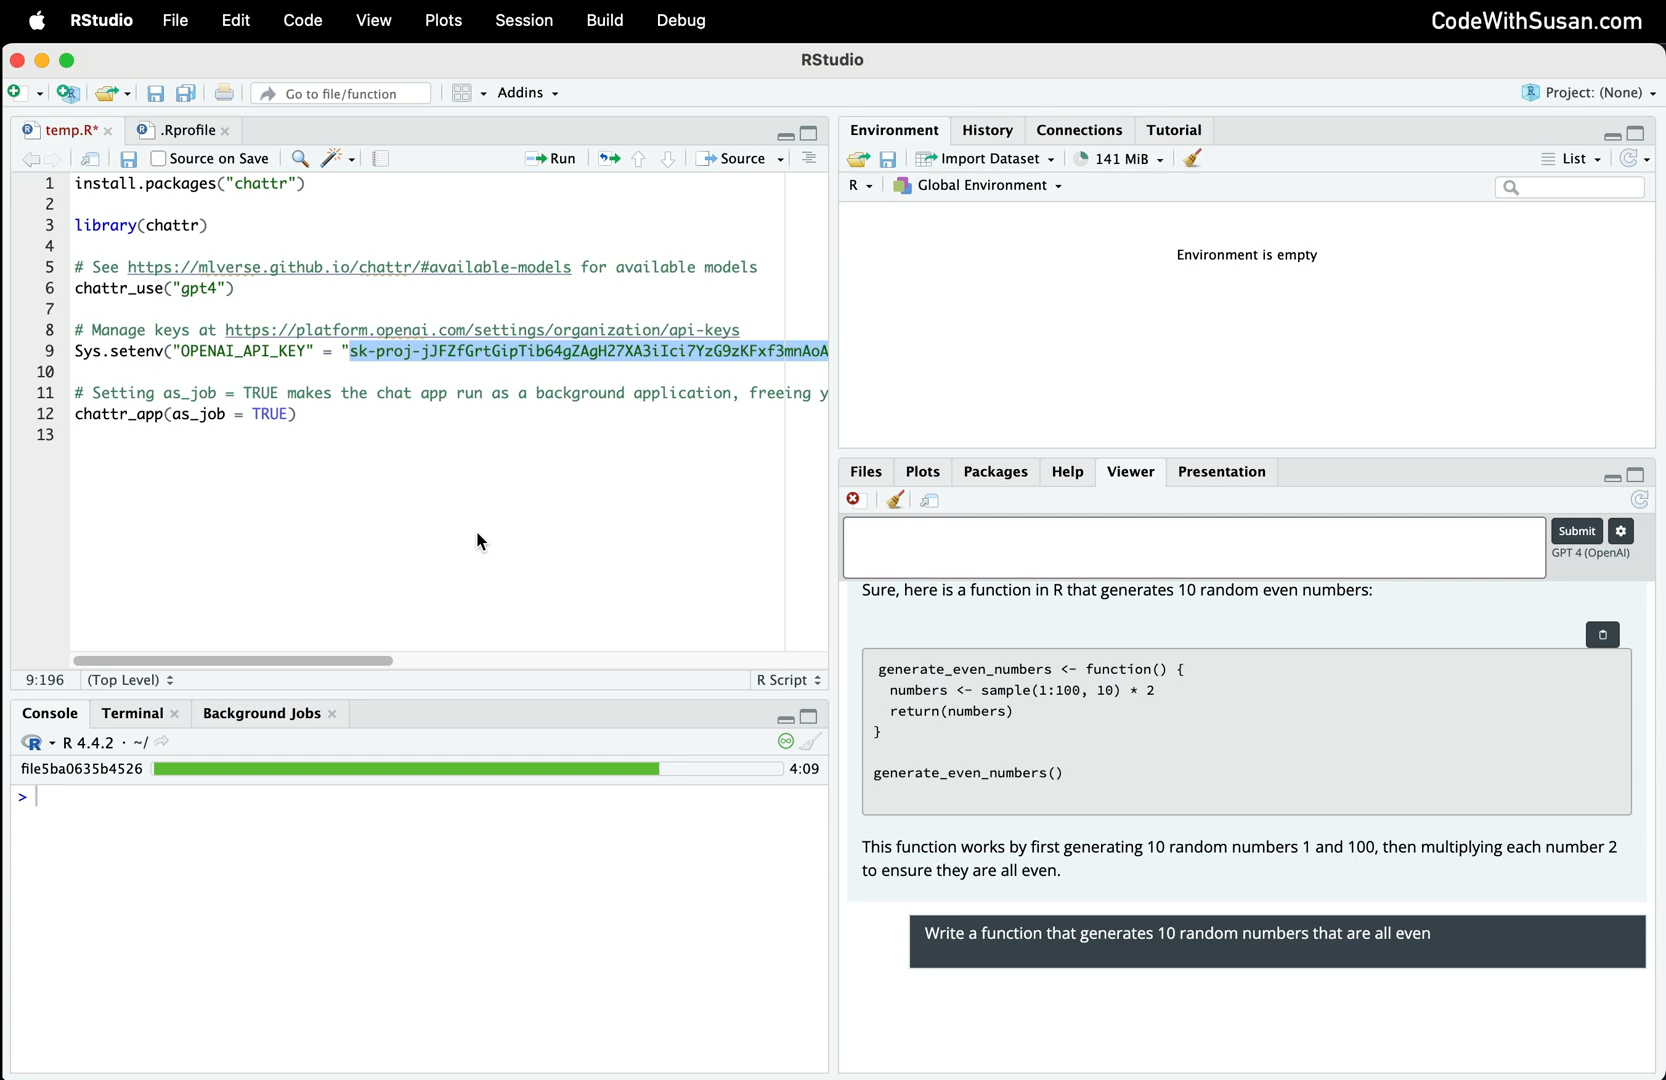 RStudio File Edit Code View Plots Session Build Debug CodeWithSusan.com
RStudio
Go to file/function Addins Project: (None)
temp.R* .Rprofile
Source on Save Run Source
1 install.packages("chattr")
2
3 library(chattr)
4
5 # See https://mlverse.github.io/chattr/#available-models for available models
6 chattr_use("gpt4")
7
8 # Manage keys at https://platform.openai.com/settings/organization/api-keys
9 Sys.setenv("OPENAI_API_KEY" = "sk-proj-jJFZfGrtGipTib64gZAgH27XA3iIci7YzG9zKFxf3mnAoA
10
11 # Setting as_job = TRUE makes the chat app run as a background application, freeing y
12 chattr_app(as_job = TRUE)
13
9:196 (Top Level) R Script
Console Terminal Background Jobs
R 4.4.2 · ~/
file5ba0635b4526 4:09
>
Environment History Connections Tutorial
Import Dataset 141 MiB List
R Global Environment
Environment is empty
Files Plots Packages Help Viewer Presentation
Submit
GPT 4 (OpenAI)
Sure, here is a function in R that generates 10 random even numbers:
generate_even_numbers <- function() {
numbers <- sample(1:100, 10) * 2
return(numbers)
}
generate_even_numbers()
This function works by first generating 10 random numbers 1 and 100, then multiplying each number 2
to ensure they are all even.
Write a function that generates 10 random numbers that are all even